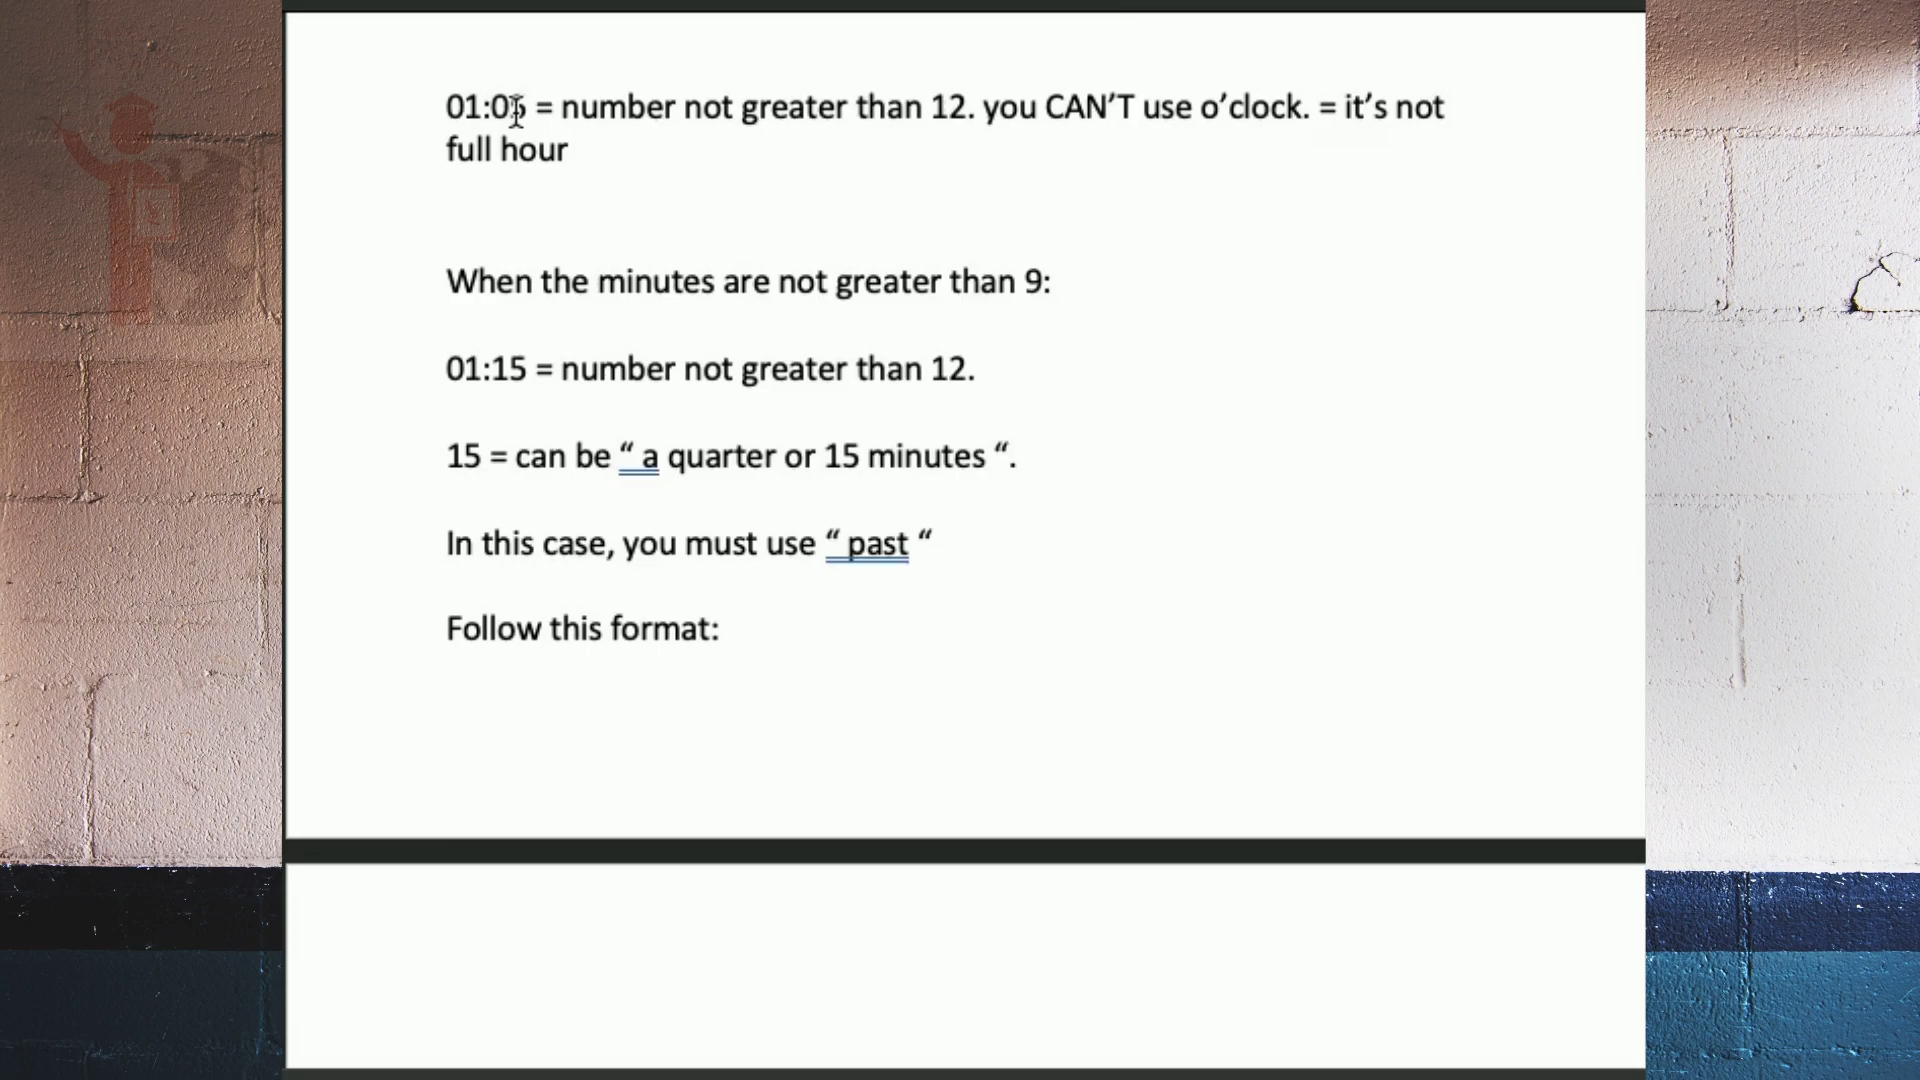 01:05 = number not greater than 12. you CAN’T use o’clock. = it’s not
full hour
When the minutes are not greater than 9:
01:15 = number not greater than 12.
15 = can be “ a quarter or 15 minutes “.
In this case, you must use “ past “
Follow this format: